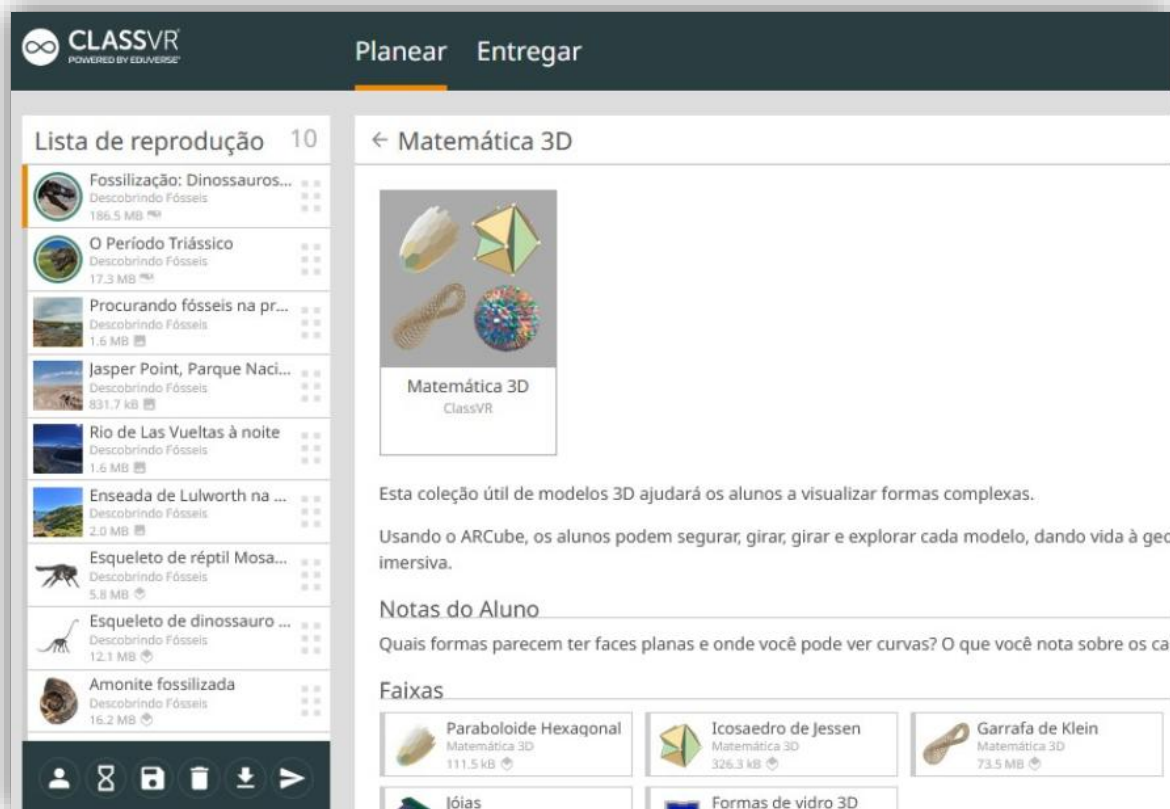 CLASSVR
POWERED BY EDUVERSE
Planear Entregar
Lista de reprodução 10
Fossilização: Dinossauros...
Descobrindo Fósseis
186.5 MB
O Período Triássico
Descobrindo Fósseis
17.3 MB
Procurando fósseis na pr...
Descobrindo Fósseis
1.6 MB
Jasper Point, Parque Naci...
Descobrindo Fósseis
831.7 kB
Rio de Las Vueltas à noite
Descobrindo Fósseis
1.6 MB
Enseada de Lulworth na ...
Descobrindo Fósseis
2.0 MB
Esqueleto de réptil Mosa...
Descobrindo Fósseis
5.8 MB
Esqueleto de dinossauro ...
Descobrindo Fósseis
12.1 MB
Amonite fossilizada
Descobrindo Fósseis
16.2 MB
← Matemática 3D
Matemática 3D
ClassVR
Esta coleção útil de modelos 3D ajudará os alunos a visualizar formas complexas.
Usando o ARCube, os alunos podem segurar, girar, girar e explorar cada modelo, dando vida à geo
imersiva.
Notas do Aluno
Quais formas parecem ter faces planas e onde você pode ver curvas? O que você nota sobre os ca
Faixas
Paraboloide Hexagonal
Matemática 3D
111.5 kB
Icosaedro de Jessen
Matemática 3D
326.3 kB
Garrafa de Klein
Matemática 3D
73.5 MB
Jóias
Formas de vidro 3D